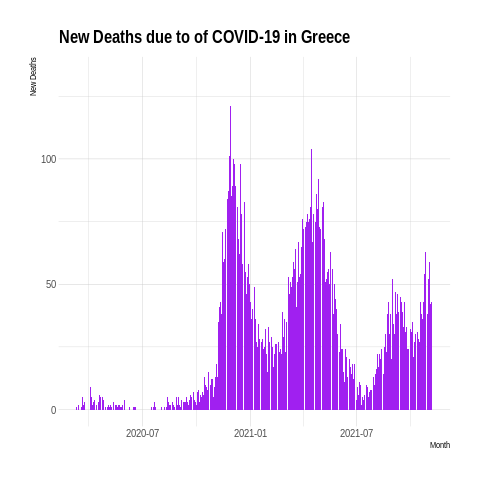 New Deaths due to of COVID-19 in Greece
New Deaths
100
50
0
2020-07 2021-01 2021-07
Month